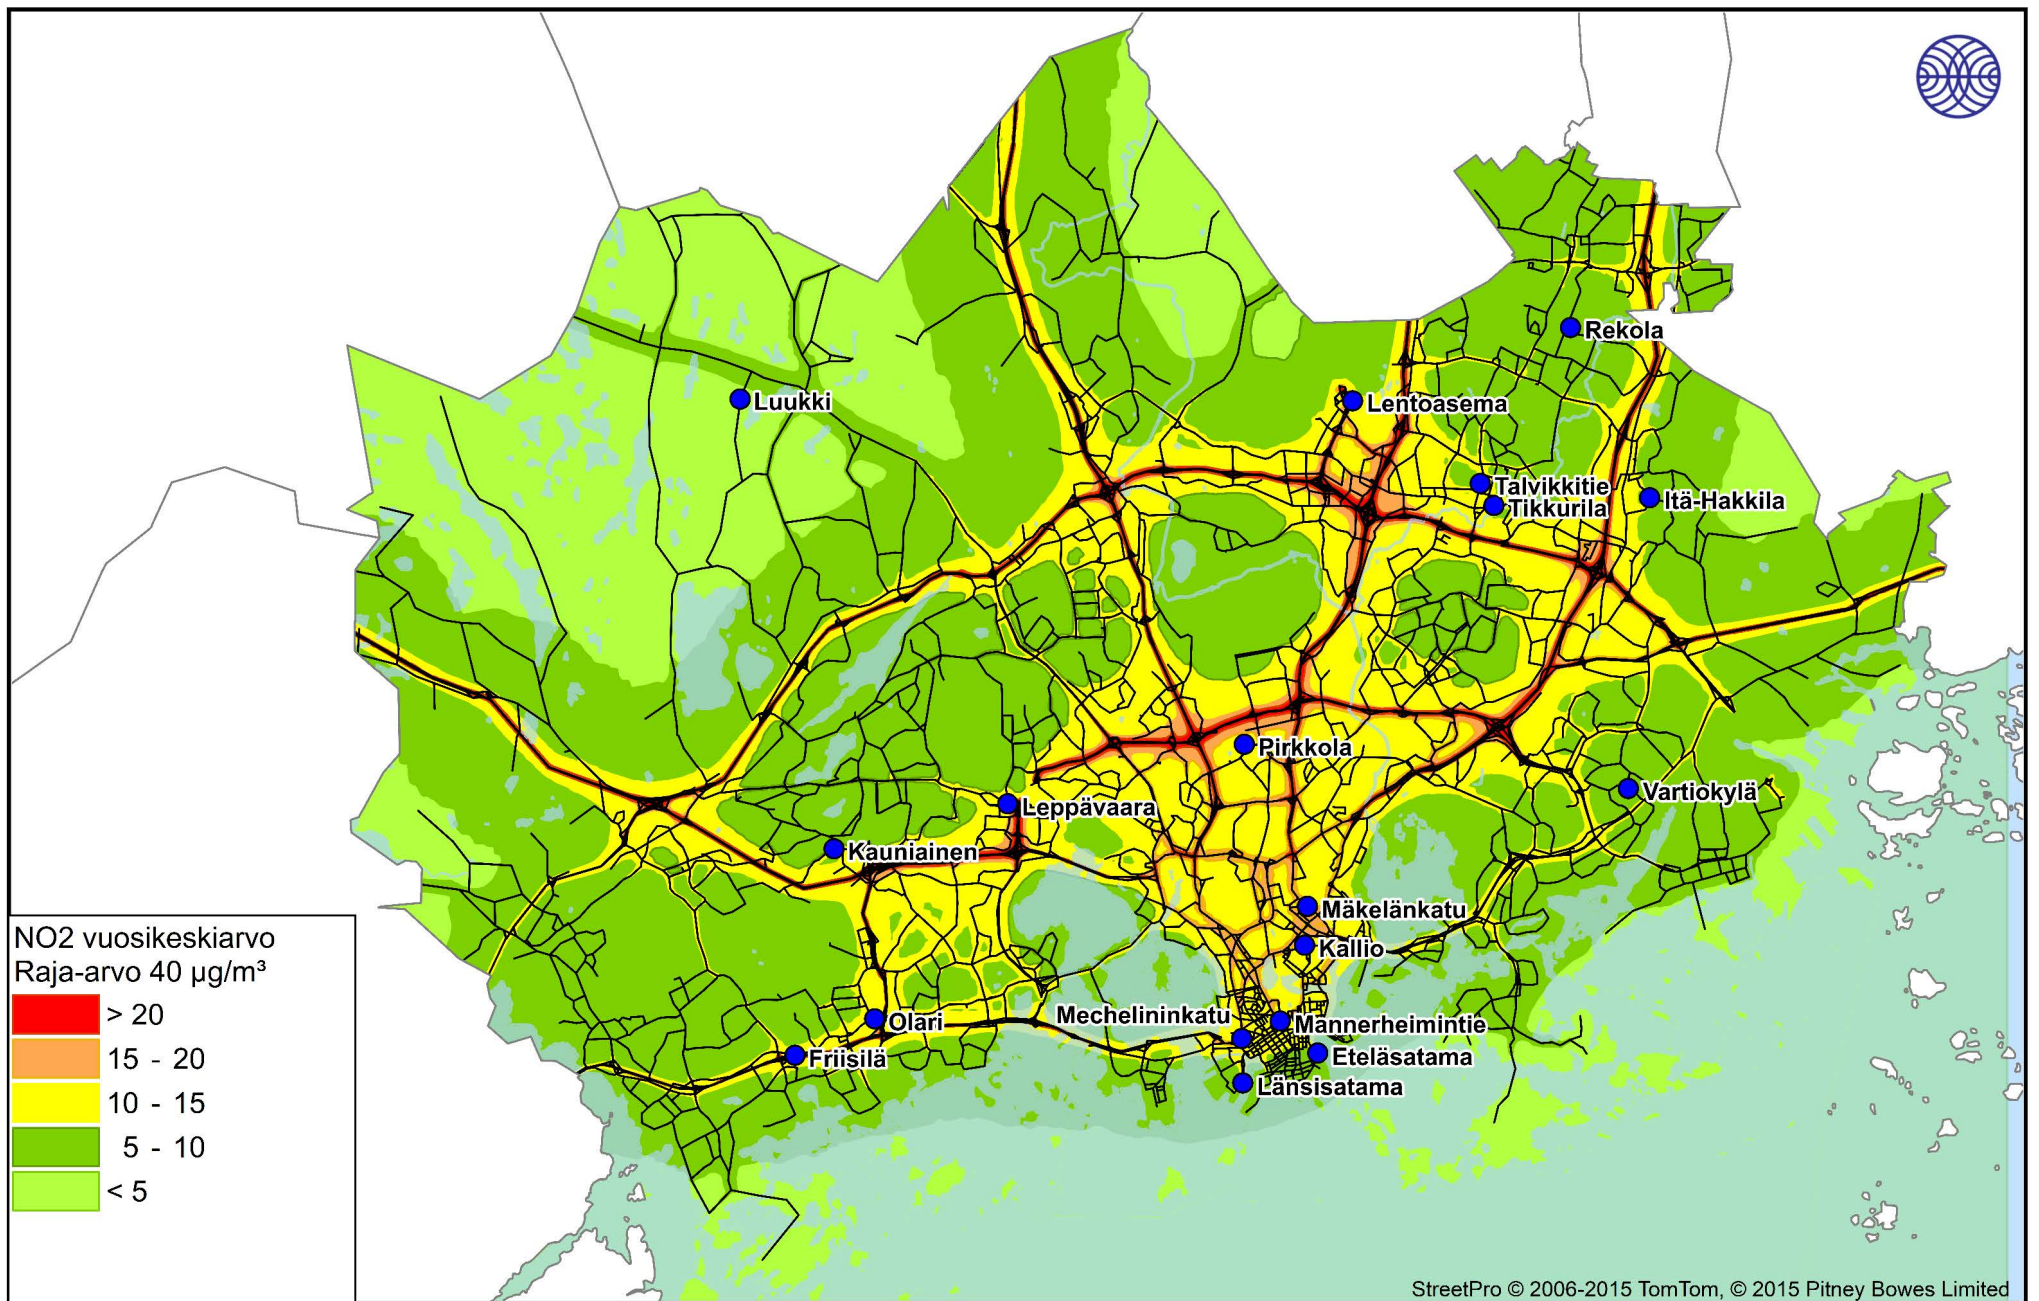 Rekola
Luukki
Lentoasema
Talvikkitie
Tikkurila
Itä-Hakkila
Pirkkola
Vartiokylä
Leppävaara
Kauniainen
Mäkelänkatu
Kallio
Mechelininkatu
Mannerheimintie
Olari
Friisilä
Eteläsatama
Länsisatama
NO2 vuosikeskiarvo
Raja-arvo 40 µg/m³
> 20
15 - 20
10 - 15
5 - 10
< 5
StreetPro © 2006-2015 TomTom, © 2015 Pitney Bowes Limited